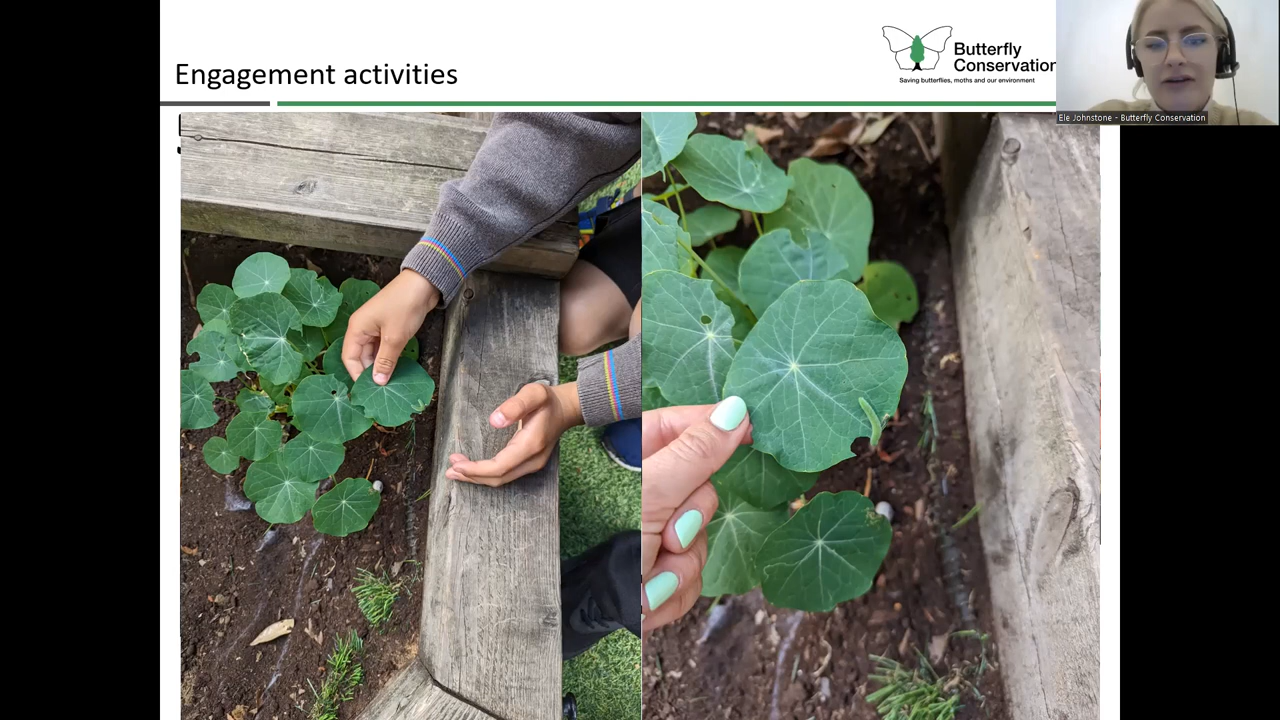 Engagement activities
Butterfly
Conservation
Saving butterflies, moths and our environment
Ele Johnstone - Butterfly Conservation